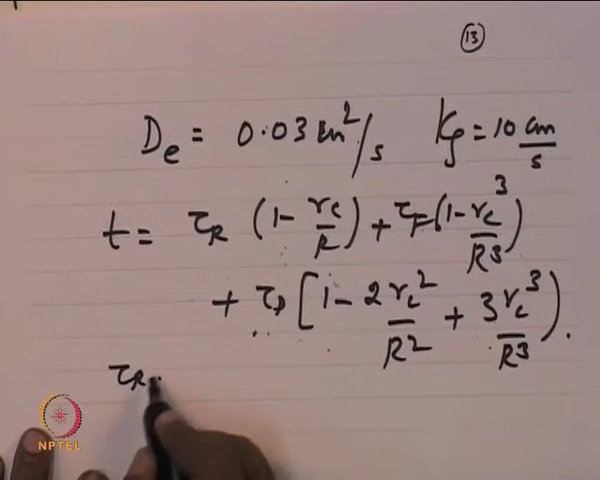 13
De = 0.03 cm²/s Kg = 10 cm/s
t = τR (1 - rc/R) + τF (1 - rc³/R³)
+ τD [1 - 2 rc²/R² + 3 rc³/R³).
τR
NPTEL